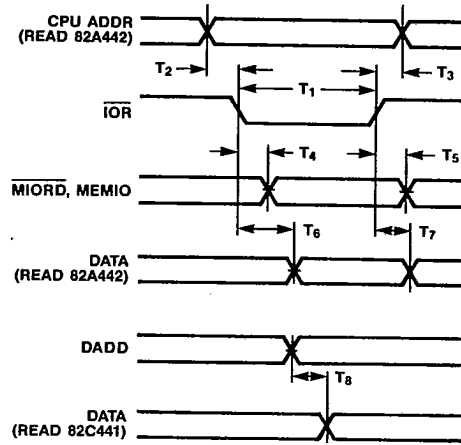 CPU ADDR
(READ 82A442)
T2
T3
T1
IOR
T4
T5
MIORD, MEMIO
T6
T7
DATA
(READ 82A442)
DADD
T8
DATA
(READ 82C441)